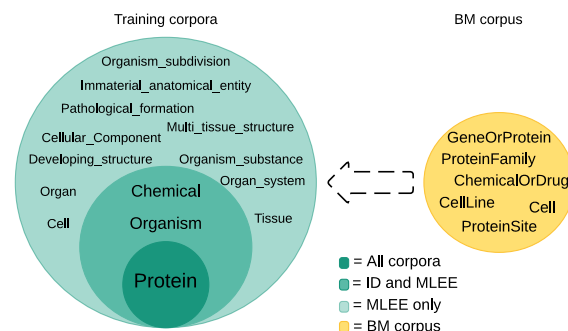 Training corpora
BM corpus
Organism_subdivision
Immaterial_anatomical_entity
Pathological_formation
Multi_tissue_structure
Cellular_Component
Developing_structure
Organism_substance
Organ_system
Organ
Chemical
Cell
Organism
Tissue
Protein
GeneOrProtein
ProteinFamily
ChemicalOrDrug
CellLine
Cell
ProteinSite
= All corpora
= ID and MLEE
= MLEE only
= BM corpus